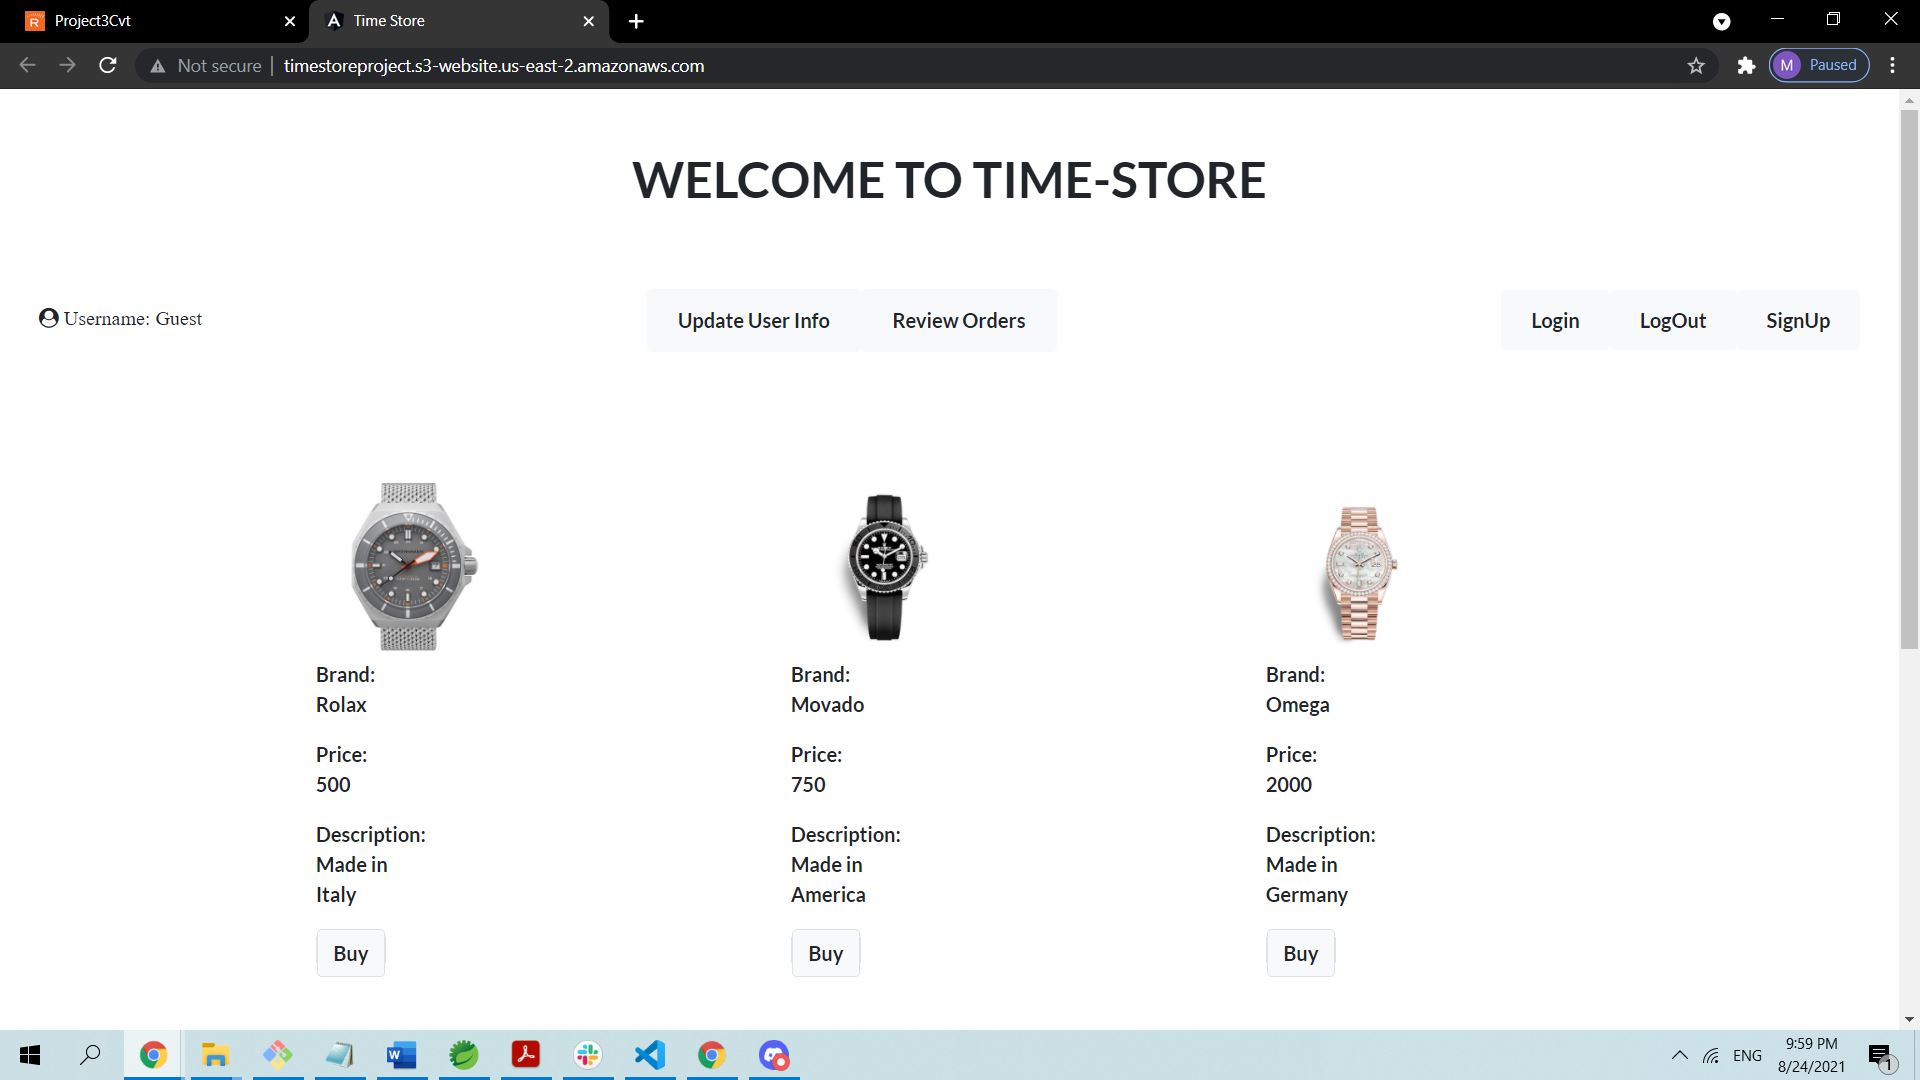 Project3Cvt
Time Store
Not secure
timestoreproject.s3-website.us-east-2.amazonaws.com
M Paused
WELCOME TO TIME-STORE
Username: Guest
Update User Info
Review Orders
Login
LogOut
SignUp
Brand:
Rolax
Price:
500
Description:
Made in
Italy
Buy
Brand:
Movado
Price:
750
Description:
Made in
America
Buy
Brand:
Omega
Price:
2000
Description:
Made in
Germany
Buy
ENG
9:59 PM
8/24/2021
1